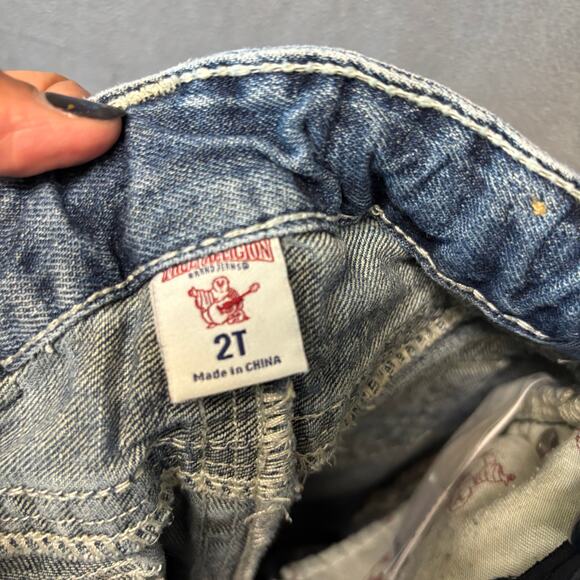 TRUE RELIGION
BRAND JEANS®
2T
Made in CHINA